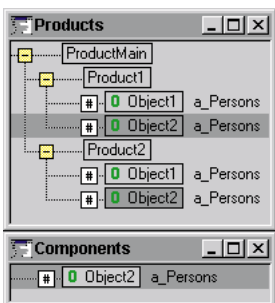 Products
ProductMain
Product1
# 0 Object1 a_Persons
# 0 Object2 a_Persons
Product2
# 0 Object1 a_Persons
# 0 Object2 a_Persons
Components
# 0 Object2 a_Persons